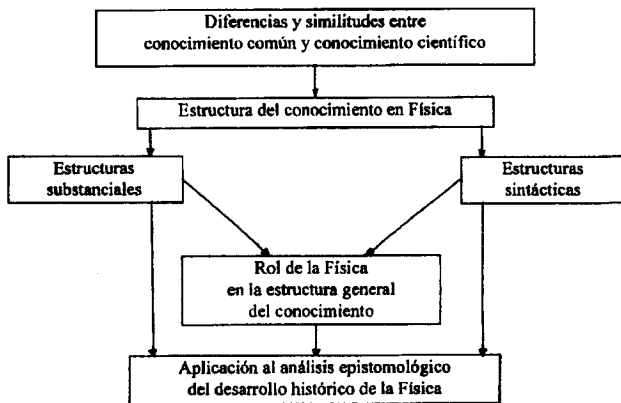 Diferencias y similitudes entre
conocimiento común y conocimiento científico
Estructura del conocimiento en Física
Estructuras
substanciales
Estructuras
sintácticas
Rol de la Física
en la estructura general
del conocimiento
Aplicación al análisis epistomológico
del desarrollo histórico de la Física